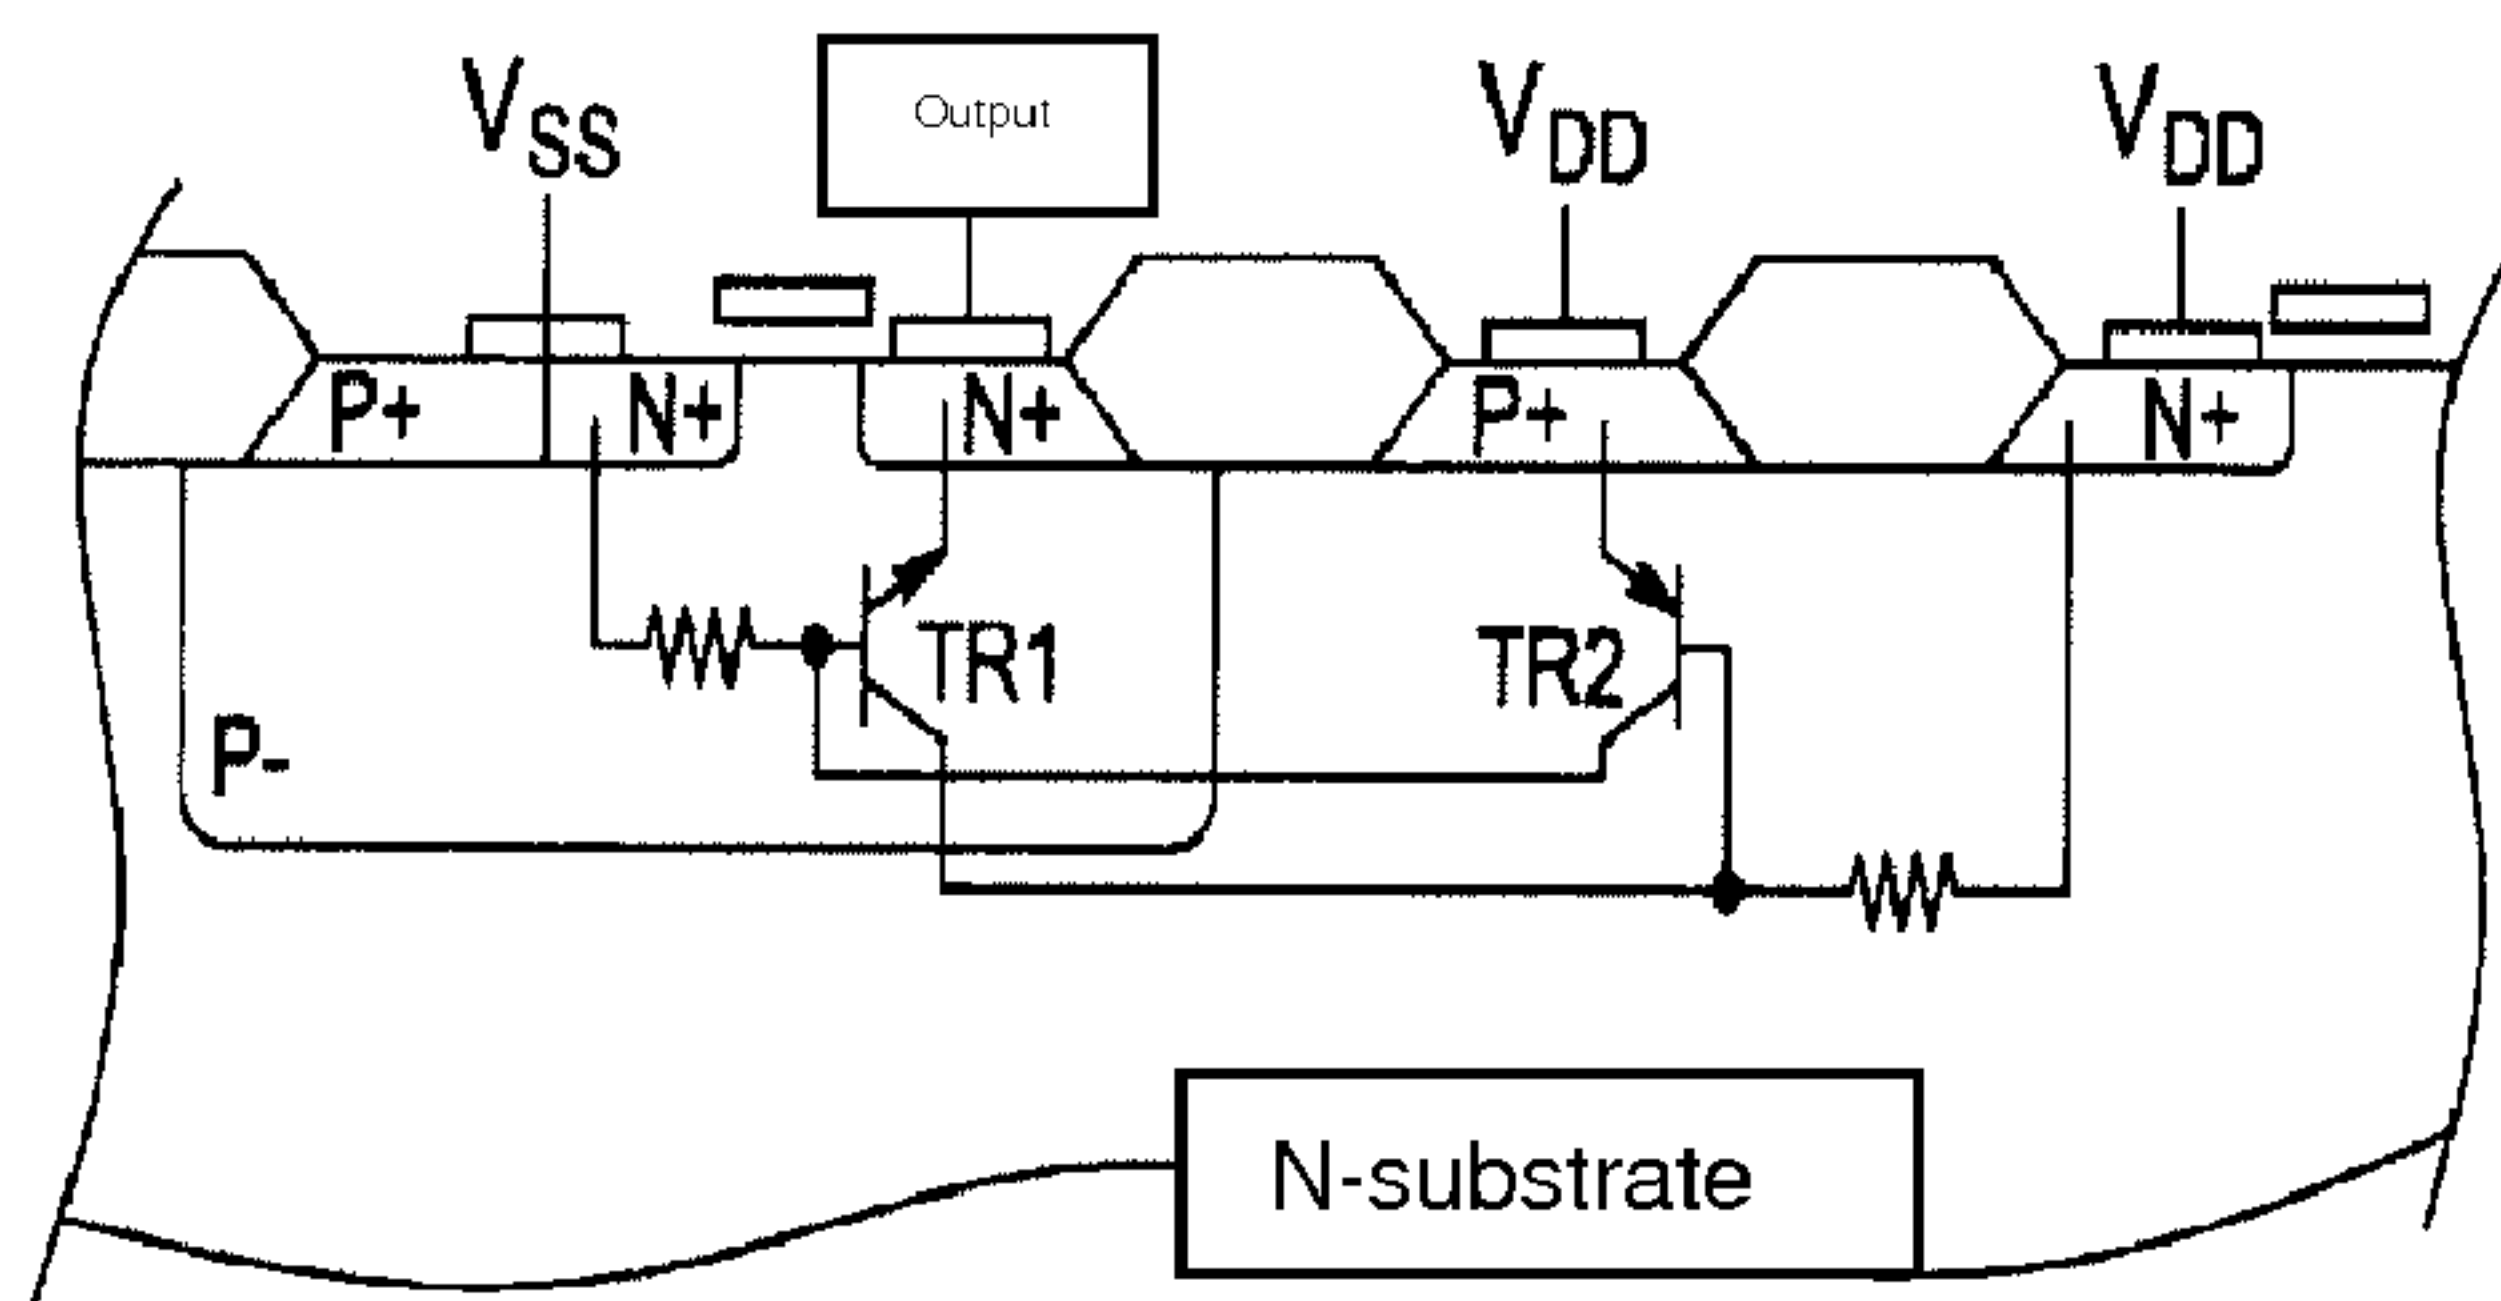 VSS
Output
VDD
VDD
P+
N+
N+
P+
N+
TR1
TR2
P-
N-substrate